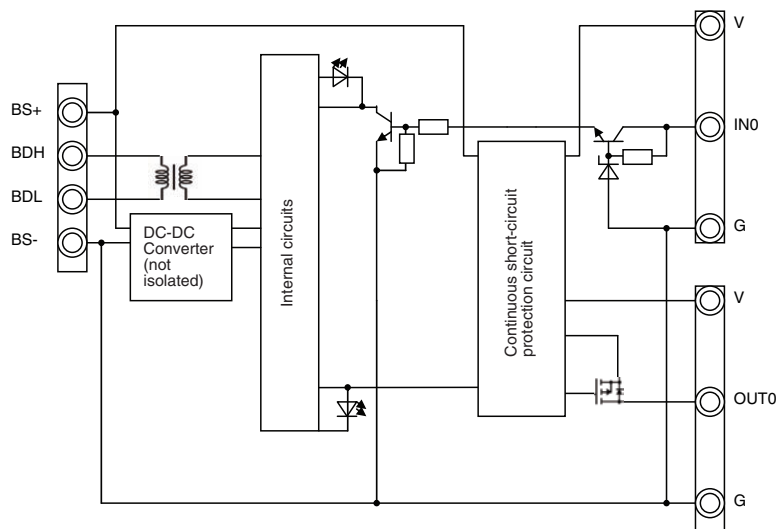 V
BS+
IN0
BDH
BDL
BS-
G
DC-DC
Converter
(not
isolated)
Internal circuits
Continuous short-circuit
protection circuit
V
OUT0
G